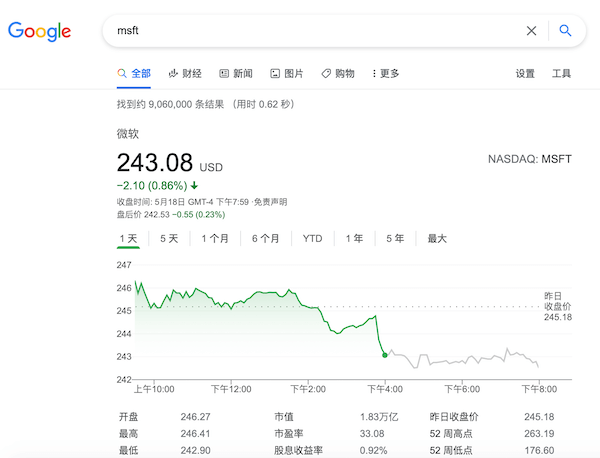 Google
msft
全部 财经 新闻 图片 购物 更多 设置 工具
找到约 9,060,000 条结果 （用时 0.62 秒）
微软
243.08 USD
NASDAQ: MSFT
−2.10 (0.86%)
收盘时间: 5月18日 GMT-4 下午7:59 ·免责声明
盘后价 242.53 −0.55 (0.23%)
1 天 5 天 1 个月 6 个月 YTD 1 年 5 年 最大
247
246
245
244
243
242
昨日
收盘价
245.18
上午10:00 下午12:00 下午2:00 下午4:00 下午6:00 下午8:00
开盘 246.27 市值 1.83万亿 昨日收盘价 245.18
最高 246.41 市盈率 33.08 52 周高点 263.19
最低 242.90 股息收益率 0.92% 52 周低点 176.60